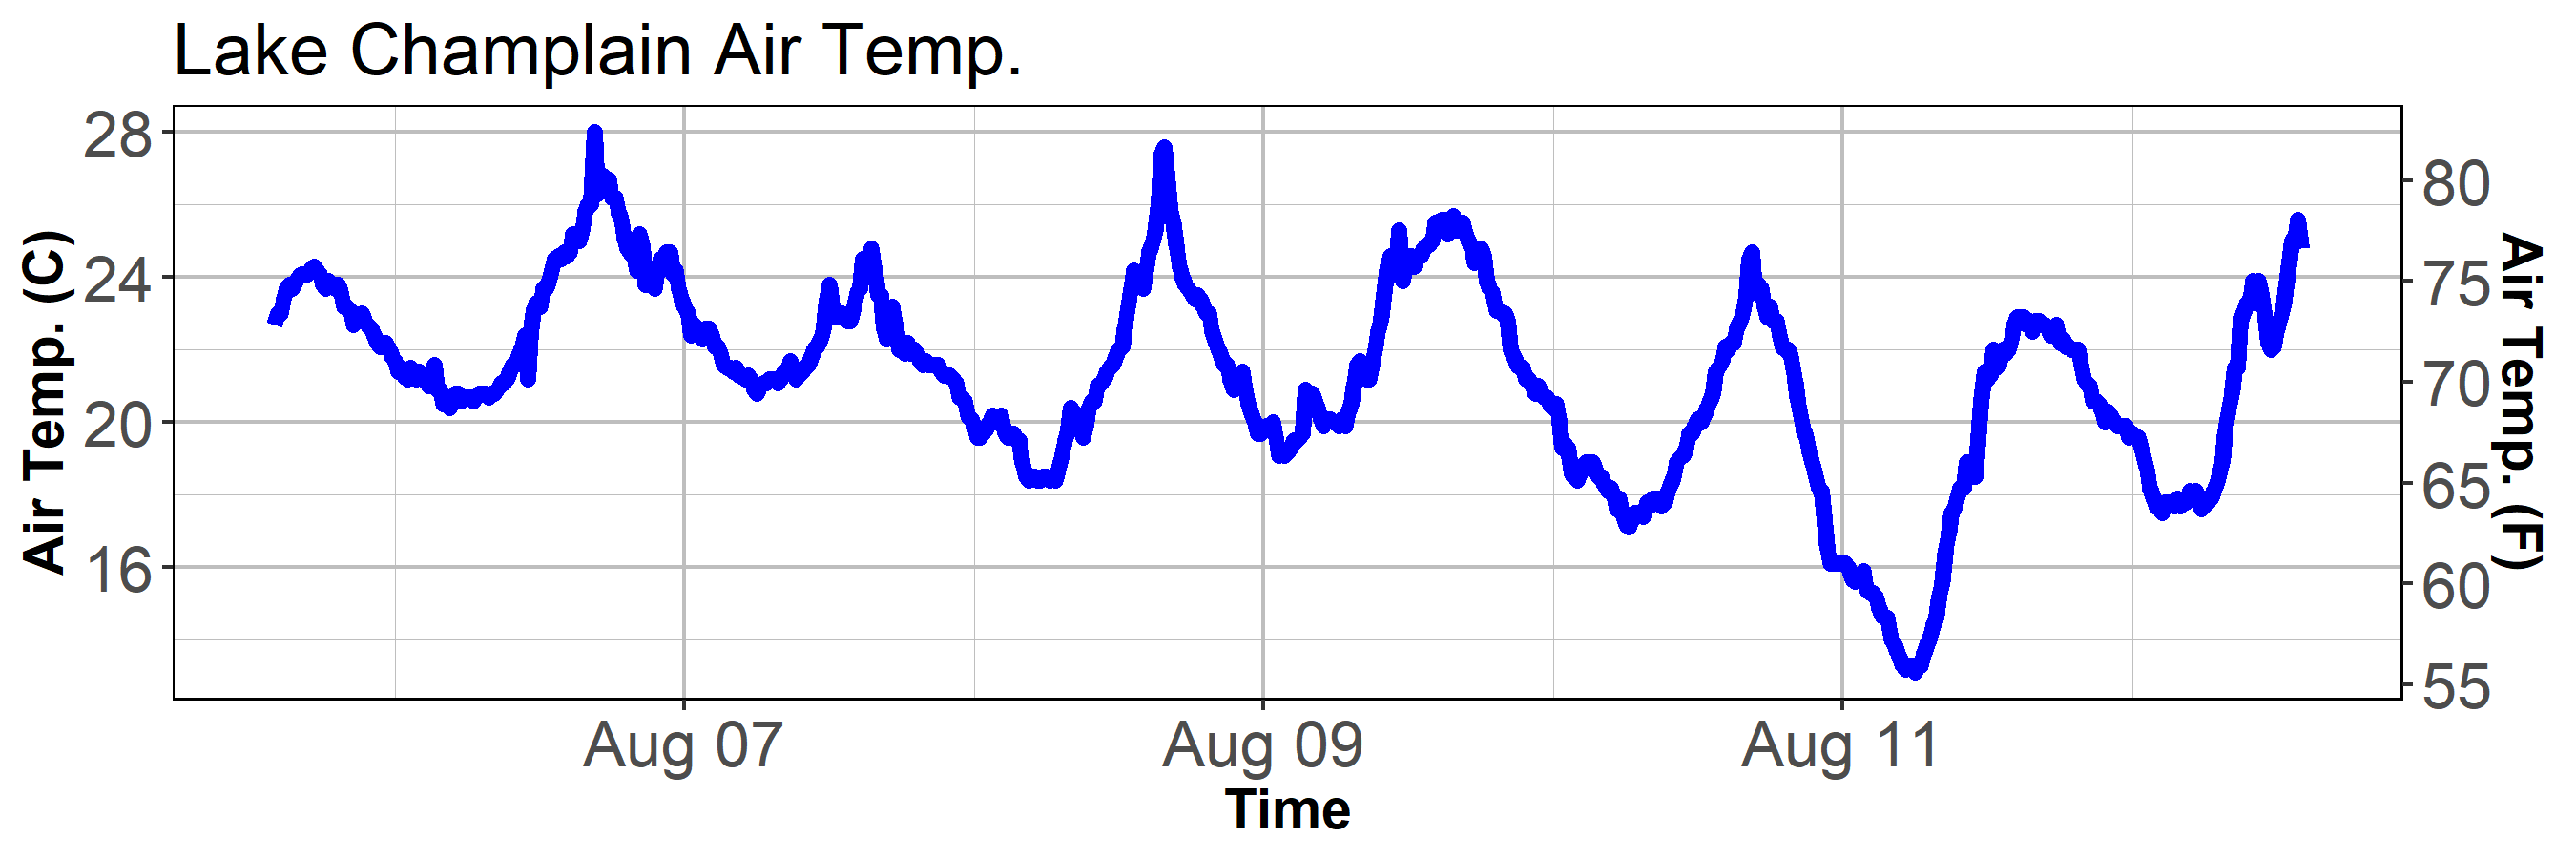 Lake Champlain Air Temp.
Air Temp. (C)
28
24
20
16
80
75
70
65
60
55
Air Temp. (F)
Aug 07 Aug 09 Aug 11
Time